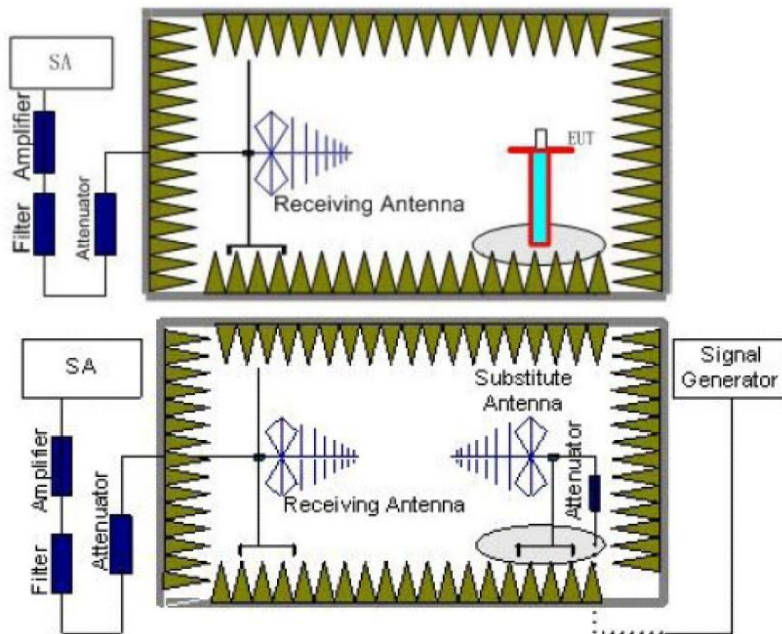 SA
Amplifier
Filter
Attenuator
Receiving Antenna
EUT
SA
Amplifier
Filter
Attenuator
Receiving Antenna
Substitute
Antenna
Attenuator
Signal
Generator